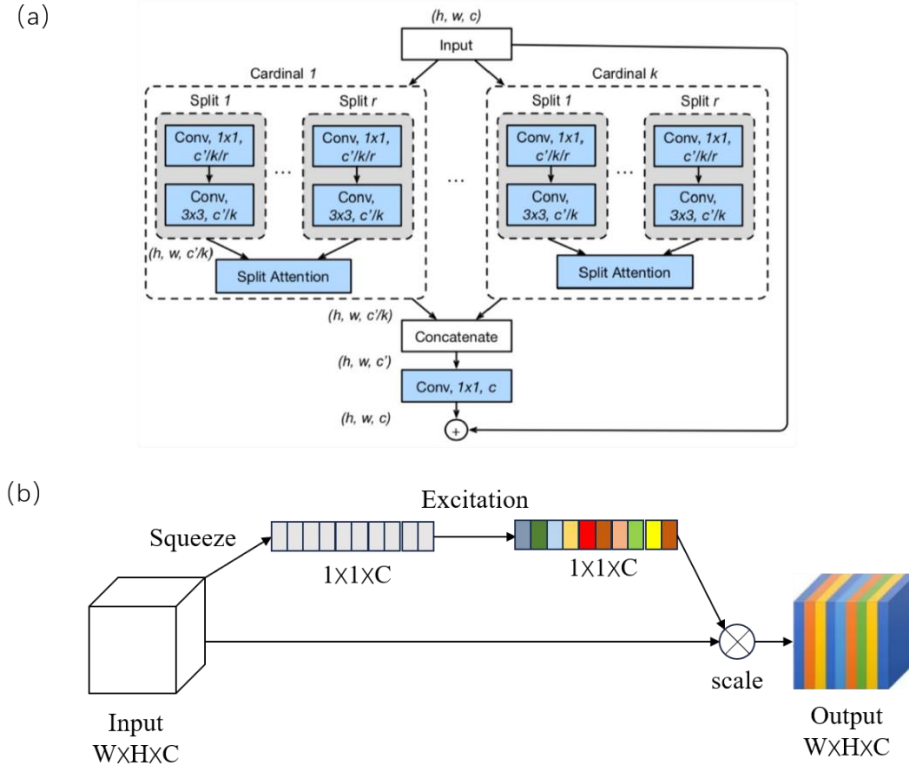 (a)
(h, w, c)
Input
Cardinal 1
Cardinal k
Split 1
Split r
Split 1
Split r
Conv, 1x1,
c'/k/r
Conv, 1x1,
c'/k/r
Conv, 1x1,
c'/k/r
Conv, 1x1,
c'/k/r
...
...
...
Conv,
3x3, c'/k
Conv,
3x3, c'/k
Conv,
3x3, c'/k
Conv,
3x3, c'/k
(h, w, c'/k)
Split Attention
Split Attention
(h, w, c'/k)
Concatenate
(h, w, c')
Conv, 1x1, c
(h, w, c)
+
(b)
Excitation
Squeeze
1X1XC
1X1XC
scale
Input
WXHXC
Output
WXHXC